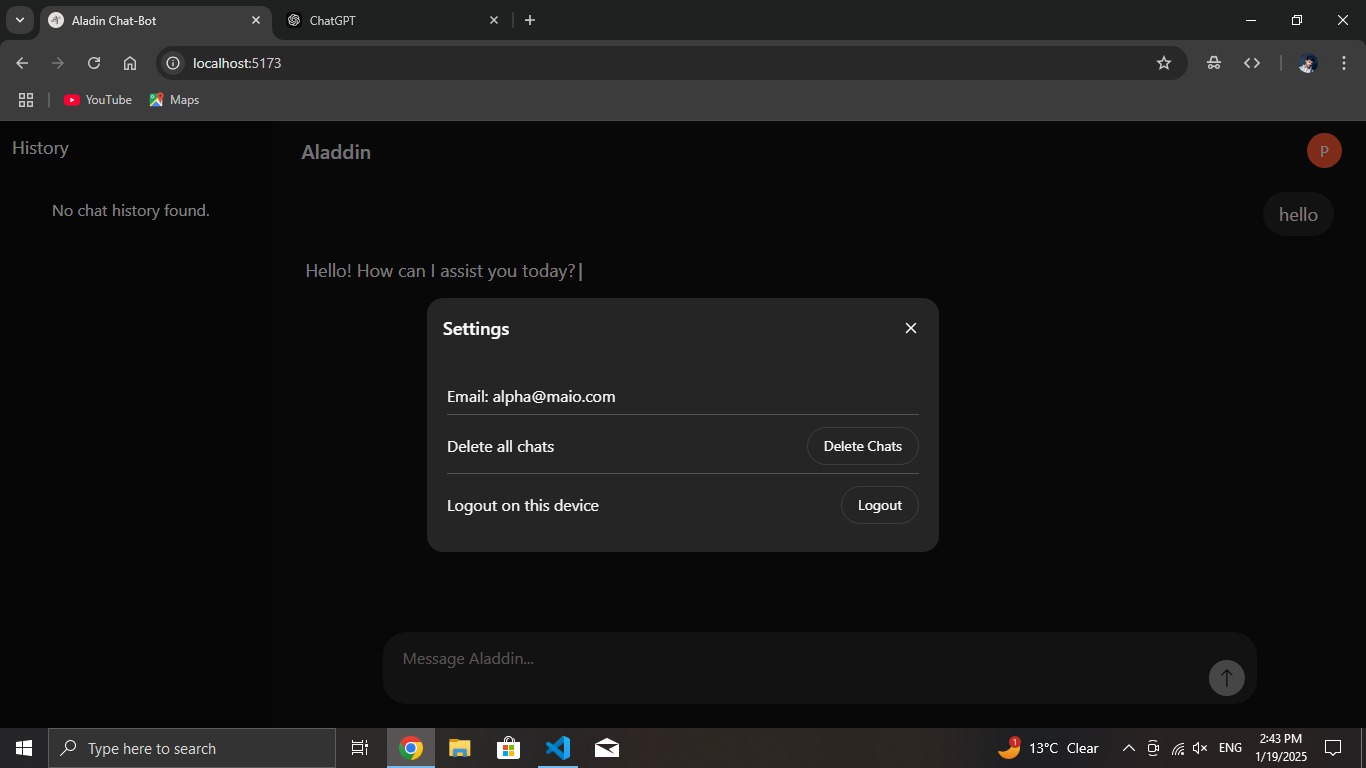 Aladin Chat-Bot
ChatGPT
localhost:5173
YouTube
Maps
History
Aladdin
P
No chat history found.
hello
Hello! How can I assist you today?|
Settings
Email: alpha@maio.com
Delete all chats
Delete Chats
Logout on this device
Logout
Message Aladdin...
Type here to search
1
13°C Clear
ENG
2:43 PM
1/19/2025